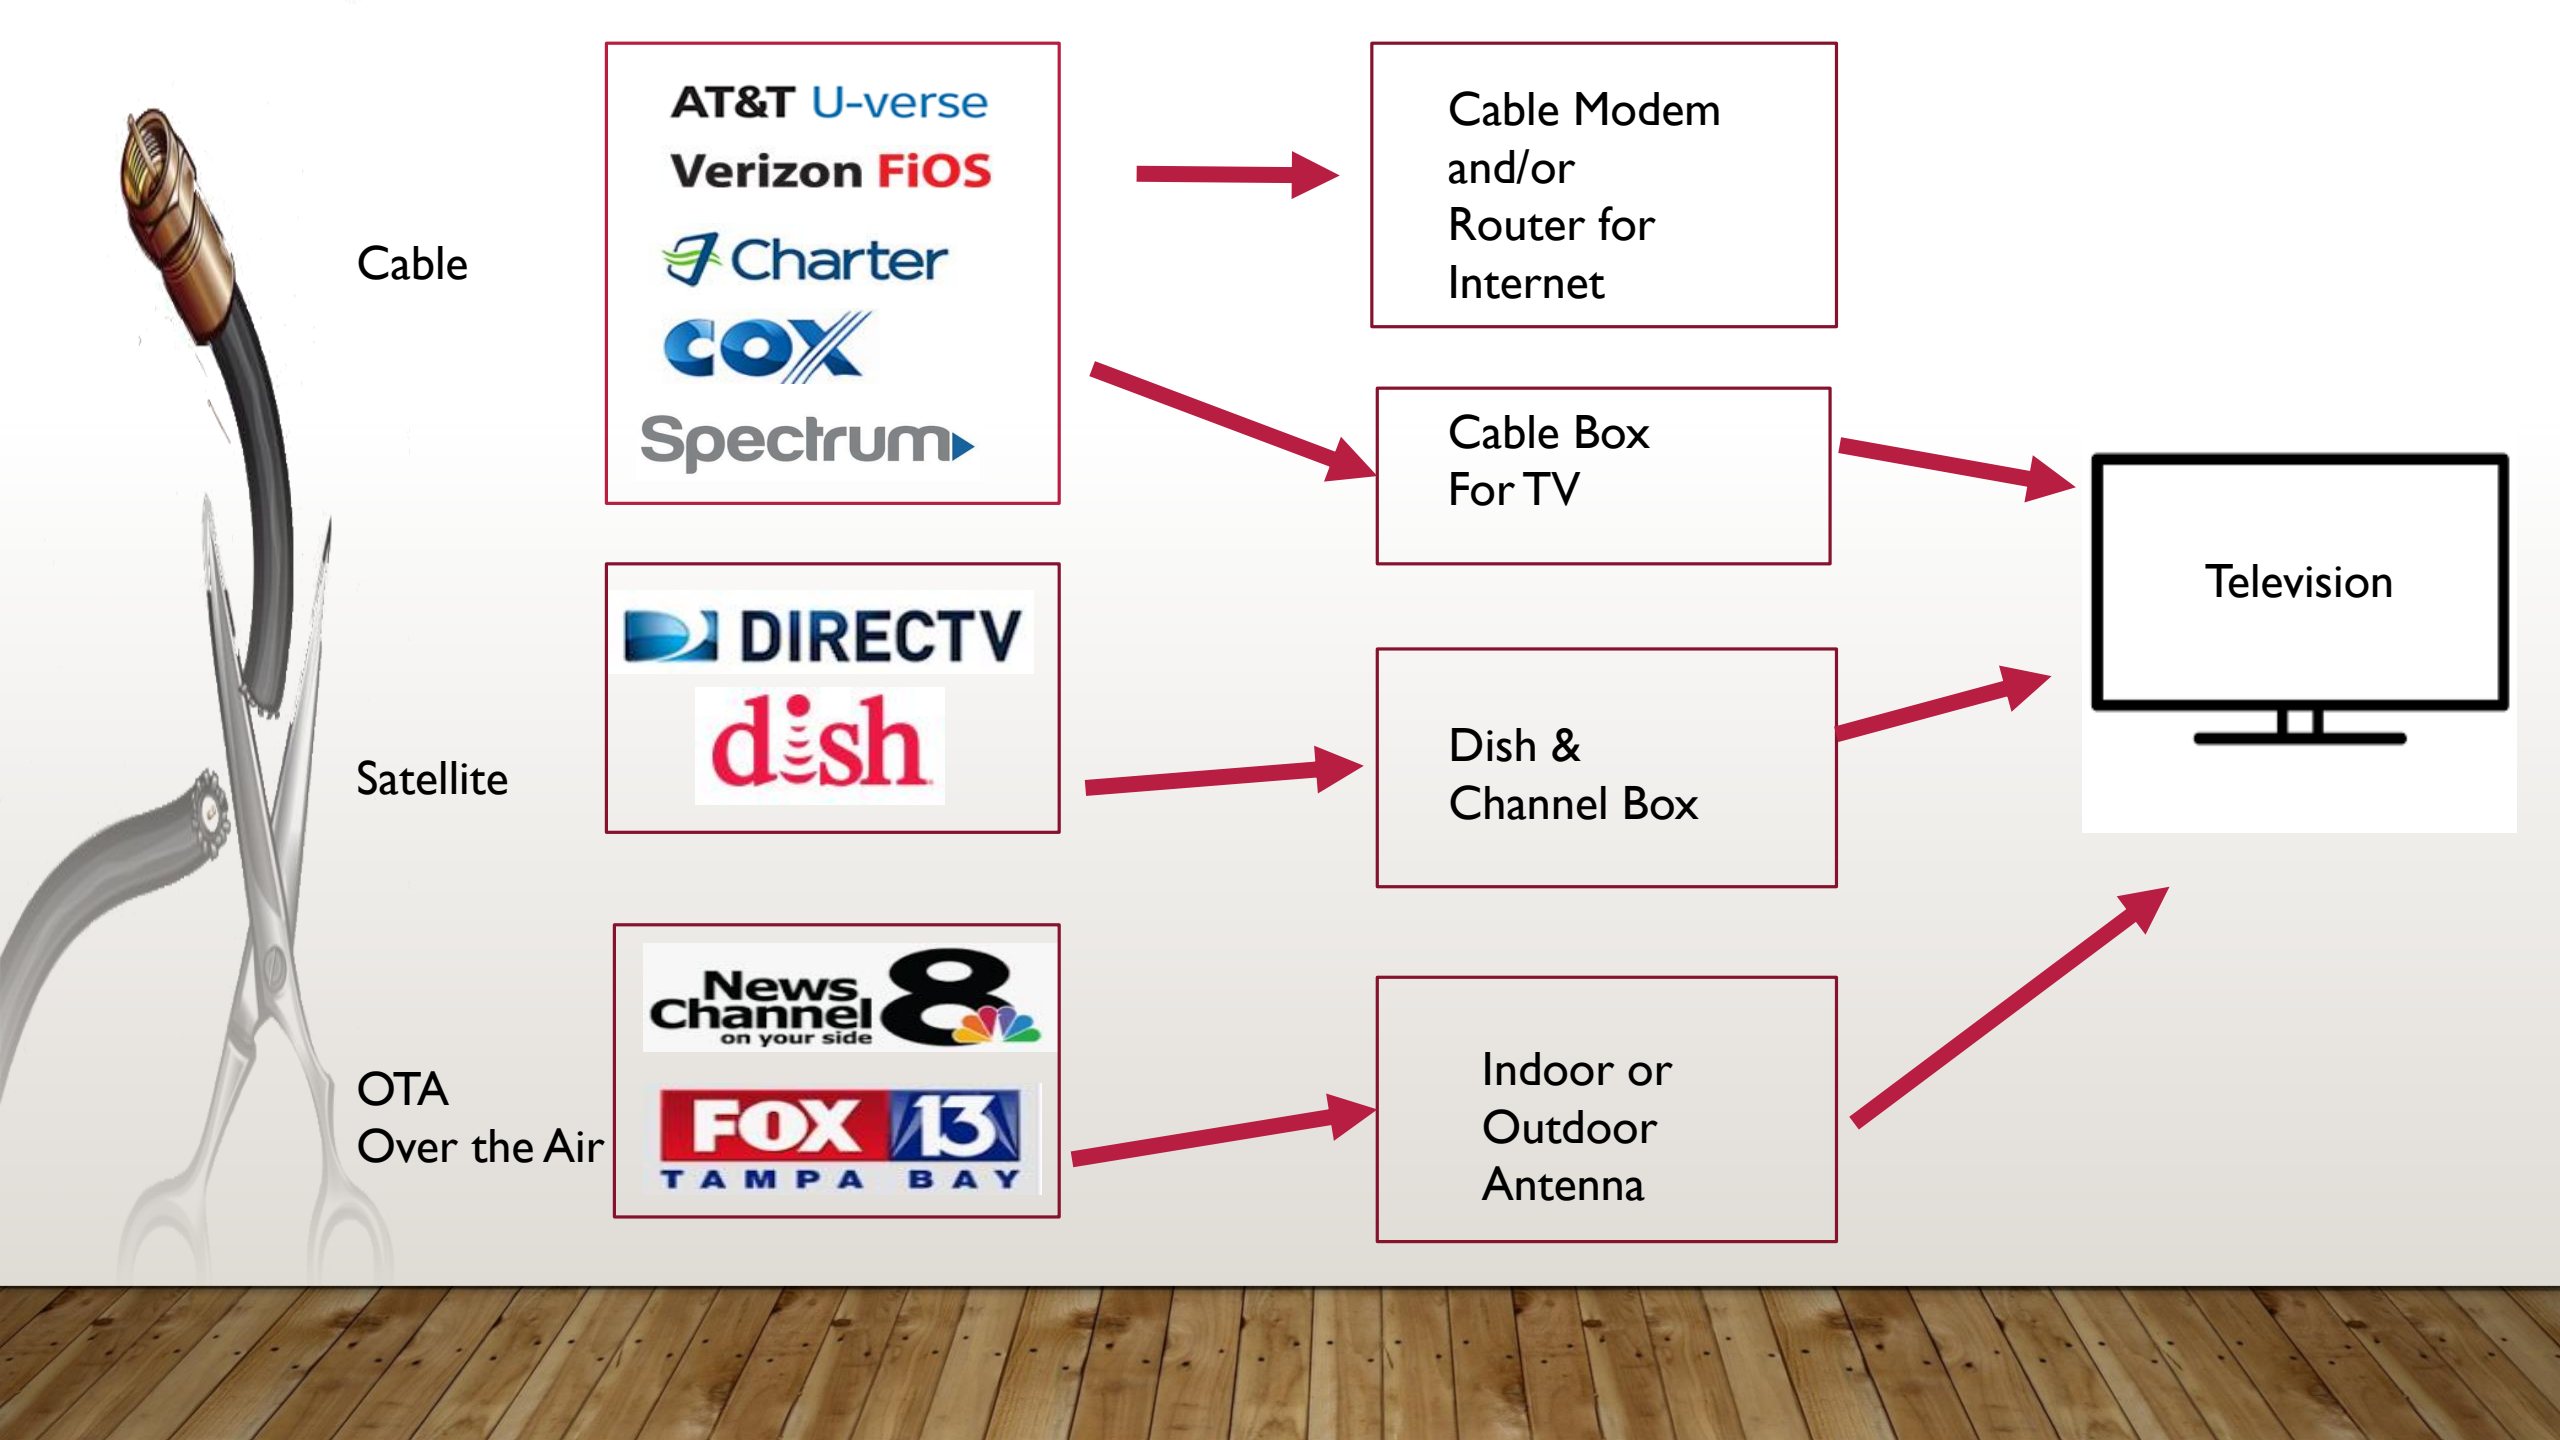 Cable
AT&T U-verse
Verizon FiOS
Charter
COX
Spectrum
Cable Modem
and/or
Router for
Internet
Cable Box
For TV
Satellite
DIRECTV
dish
Dish &
Channel Box
Television
OTA
Over the Air
News
Channel 8
on your side
FOX 13
TAMPA BAY
Indoor or
Outdoor
Antenna